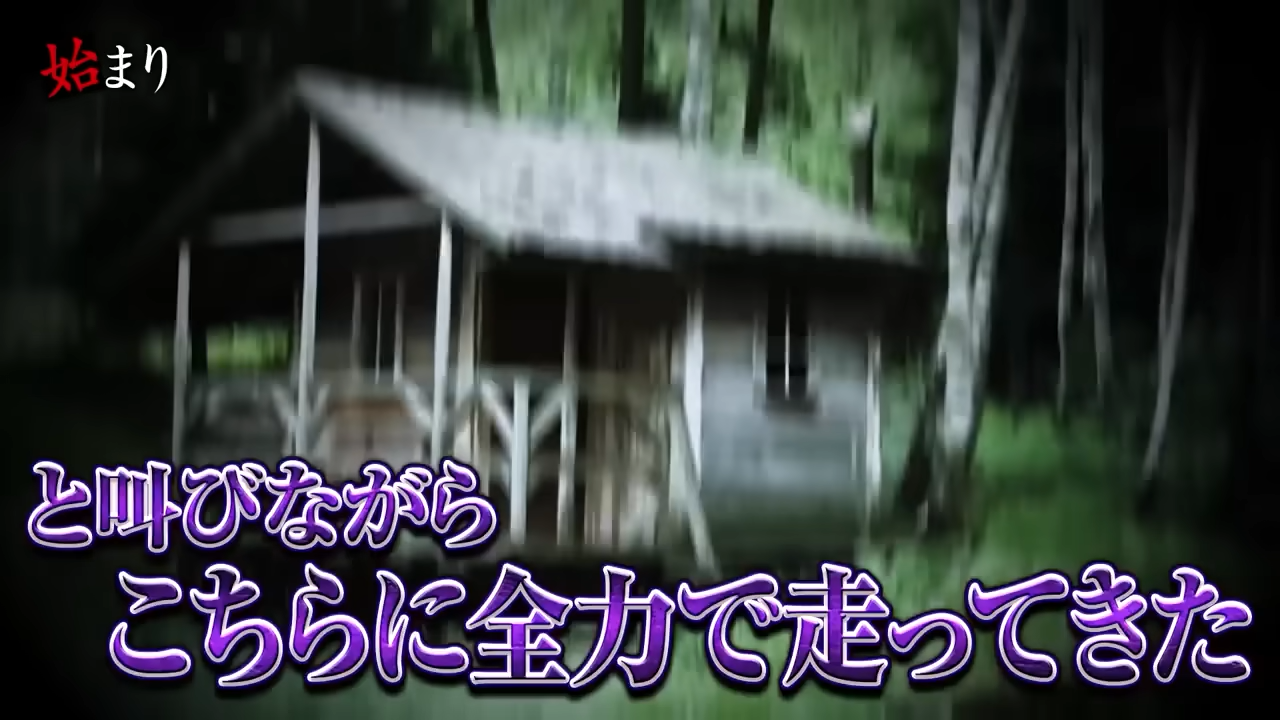 始まり
と叫びながら
こちらに全力で走ってきた